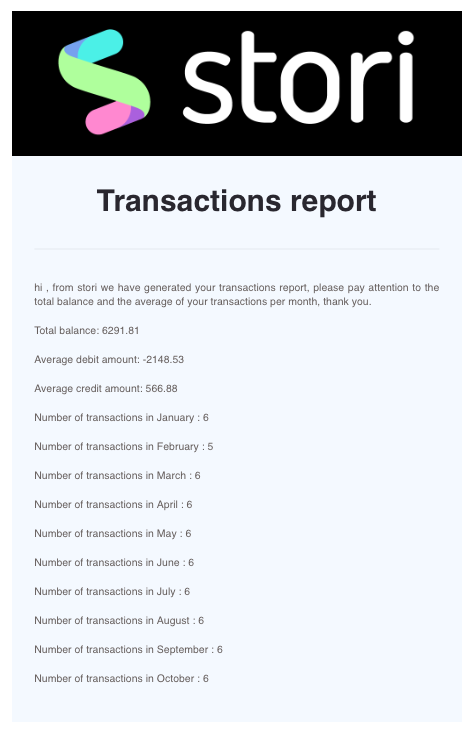 stori
Transactions report
hi , from stori we have generated your transactions report, please pay attention to the
total balance and the average of your transactions per month, thank you.
Total balance: 6291.81
Average debit amount: -2148.53
Average credit amount: 566.88
Number of transactions in January : 6
Number of transactions in February : 5
Number of transactions in March : 6
Number of transactions in April : 6
Number of transactions in May : 6
Number of transactions in June : 6
Number of transactions in July : 6
Number of transactions in August : 6
Number of transactions in September : 6
Number of transactions in October : 6